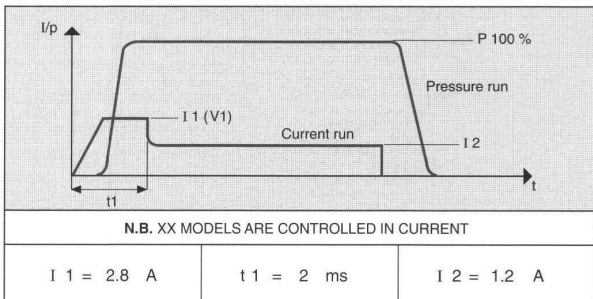 I/p
P 100 %
Pressure run
I 1 (V1)
Current run
I 2
t
t1
N.B. XX MODELS ARE CONTROLLED IN CURRENT
I 1 = 2.8 A
t 1 = 2 ms
I 2 = 1.2 A